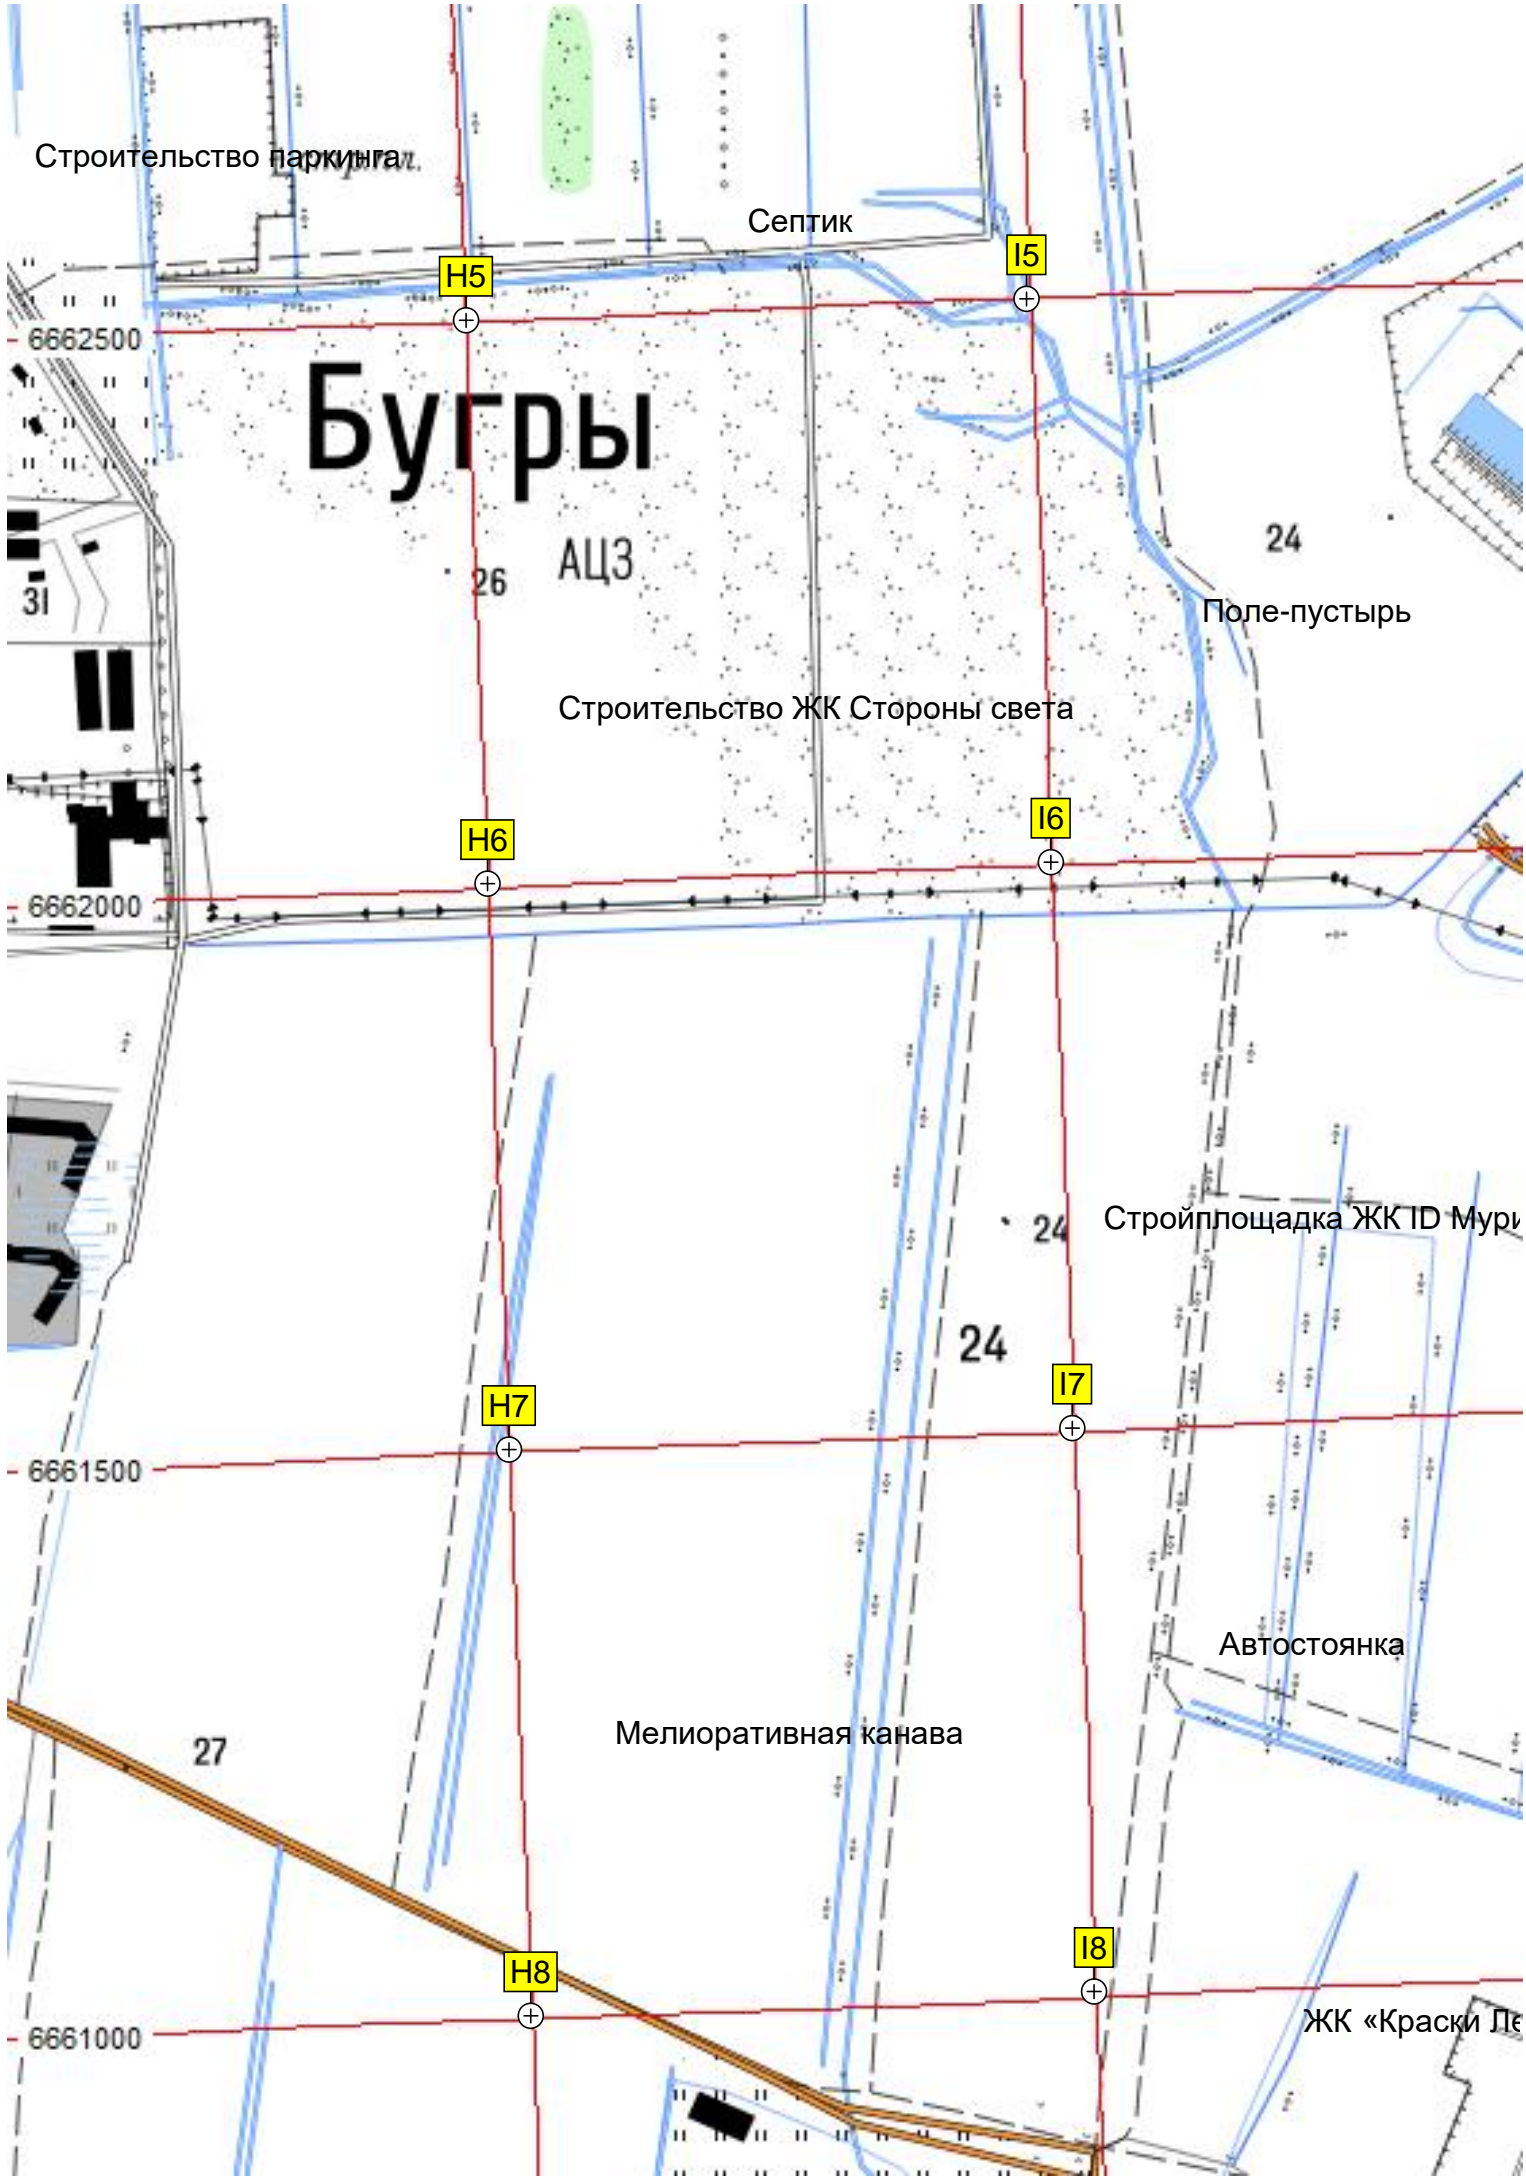 Строительство паркинга
Септик
H5
I5
6662500
Бугры
24
АЦЗ
26
31
Поле-пустырь
Строительство ЖК Стороны света
I6
H6
6662000
24
Стройплощадка ЖК ID Мури
24
I7
H7
6661500
Автостоянка
Мелиоративная канава
27
I8
H8
ЖК «Краски Ле
6661000